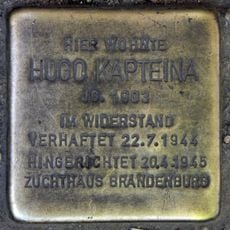 HIER WOHNTE
HUGO KAPTEINA
JG. 1903
IM WIDERSTAND
VERHAFTET 22.7.1944
HINGERICHTET 20.4.1945
ZUCHTHAUS BRANDENBURG